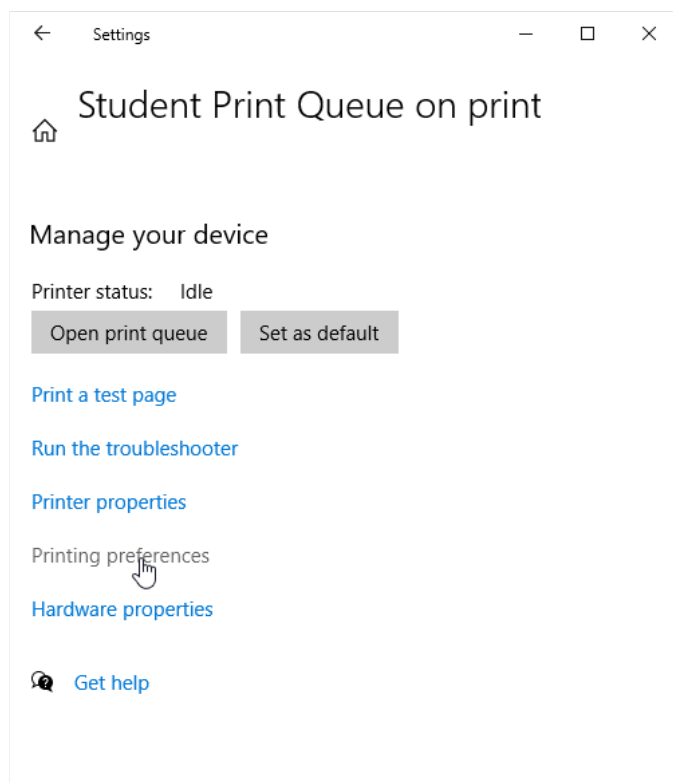 Settings
Student Print Queue on print
Manage your device
Printer status: Idle
Open print queue Set as default
Print a test page
Run the troubleshooter
Printer properties
Printing preferences
Hardware properties
Get help